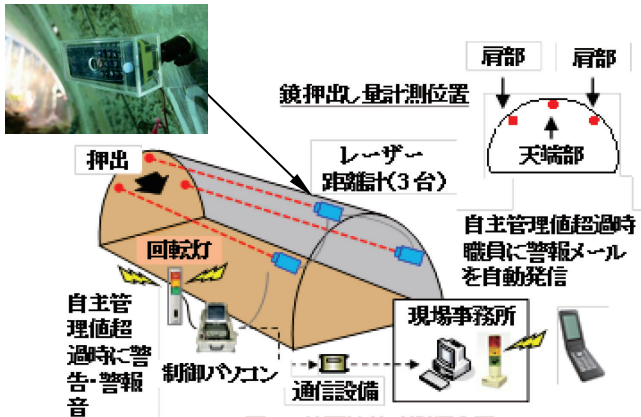 肩部
肩部
鏡押出し量計測位置
天端部
押出
レーザー
距離計(3台)
自主管理値超過時
職員に警報メール
を自動発信
回転灯
自主管
理値超
過時に警
告・警報
音
制御パソコン
通信設備
現場事務所